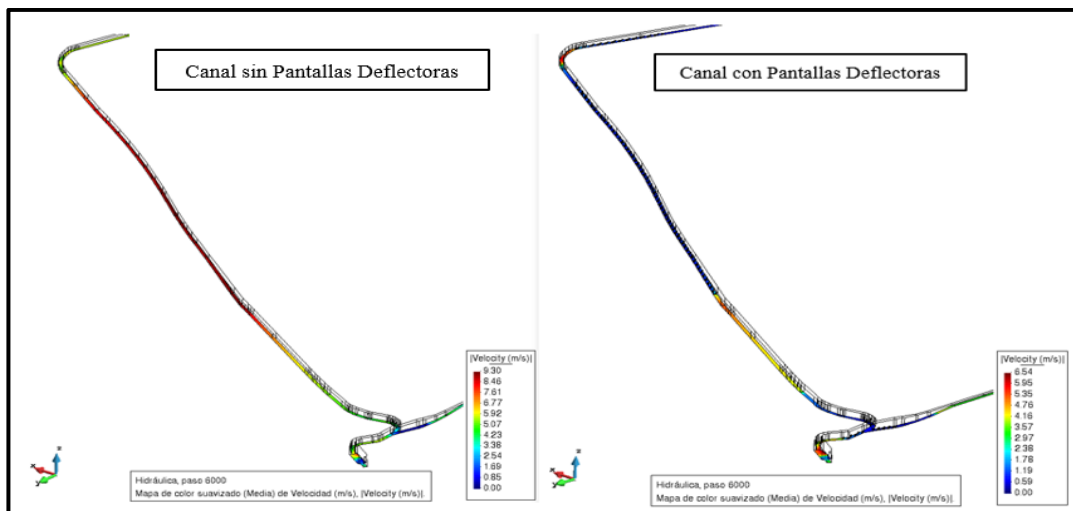 Canal sin Pantallas Deflectoras
Canal con Pantallas Deflectoras
|Velocity (m/s)|
9.30
8.46
7.61
6.77
5.92
5.07
4.23
3.38
2.54
1.69
0.85
0.00
|Velocity (m/s)|
6.54
5.95
5.35
4.76
4.16
3.57
2.97
2.38
1.78
1.19
0.59
0.00
z
x
y
Hidráulica, paso 6000
Mapa de color suavizado (Media) de Velocidad (m/s), |Velocity (m/s)|.
z
x
y
Hidráulica, paso 6000
Mapa de color suavizado (Media) de Velocidad (m/s), |Velocity (m/s)|.